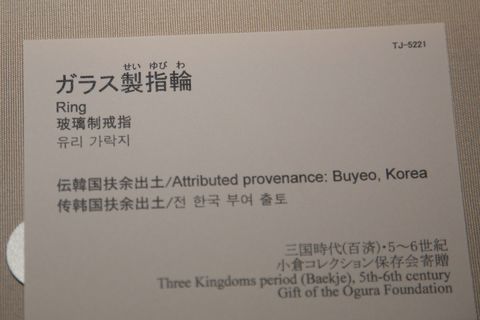 TJ-5221
せい ゆび わ
ガラス製指輪
Ring
玻璃制戒指
유리 가락지
伝韓国扶余出土/Attributed provenance: Buyeo, Korea
传韩国扶余出土/전 한국 부여 출토
三国時代(百済)・5～6世紀
小倉コレクション保存会寄贈
Three Kingdoms period (Baekje), 5th-6th century
Gift of the Ogura Foundation